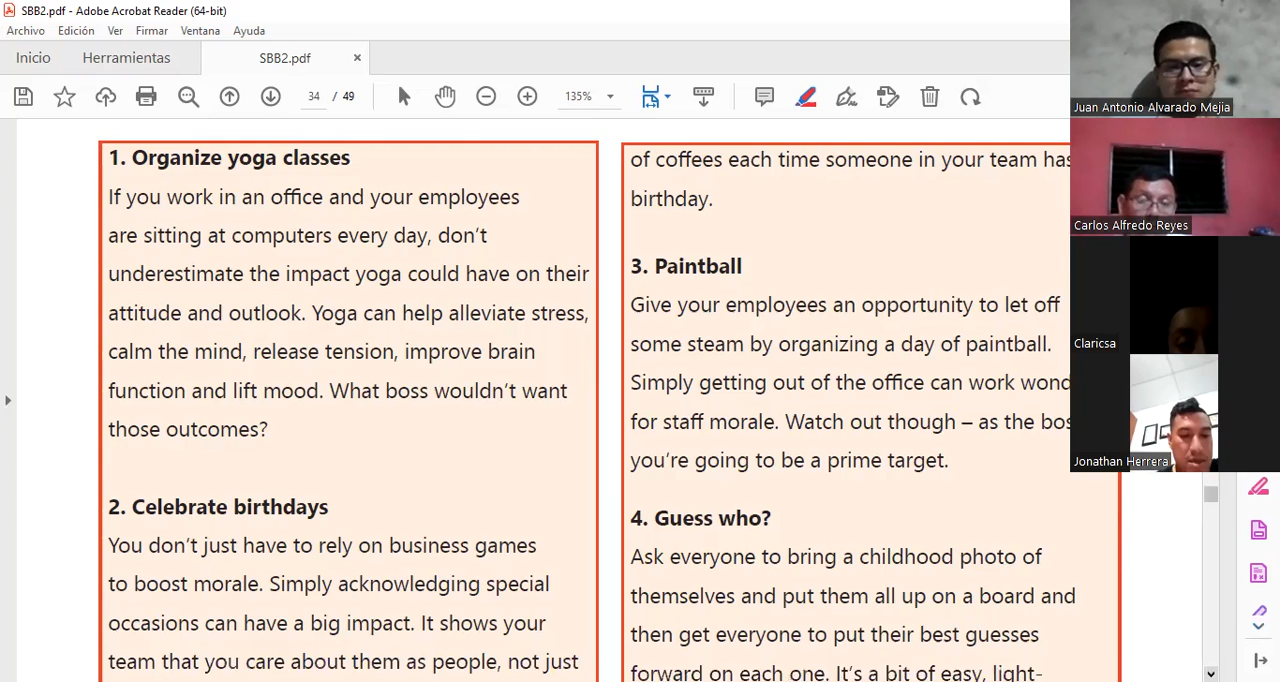 SBB2.pdf - Adobe Acrobat Reader (64-bit)
Archivo Edición Ver Firmar Ventana Ayuda
Inicio Herramientas SBB2.pdf ×
34 / 49 135%
1. Organize yoga classes
If you work in an office and your employees
are sitting at computers every day, don't
underestimate the impact yoga could have on their
attitude and outlook. Yoga can help alleviate stress,
calm the mind, release tension, improve brain
function and lift mood. What boss wouldn't want
those outcomes?
2. Celebrate birthdays
You don't just have to rely on business games
to boost morale. Simply acknowledging special
occasions can have a big impact. It shows your
team that you care about them as people, not just
of coffees each time someone in your team has
birthday.
3. Paintball
Give your employees an opportunity to let off
some steam by organizing a day of paintball.
Simply getting out of the office can work wond
for staff morale. Watch out though – as the bos
you're going to be a prime target.
4. Guess who?
Ask everyone to bring a childhood photo of
themselves and put them all up on a board and
then get everyone to put their best guesses
forward on each one. It's a bit of easy, light-
Juan Antonio Alvarado Mejia
Carlos Alfredo Reyes
Claricsa
Jonathan Herrera